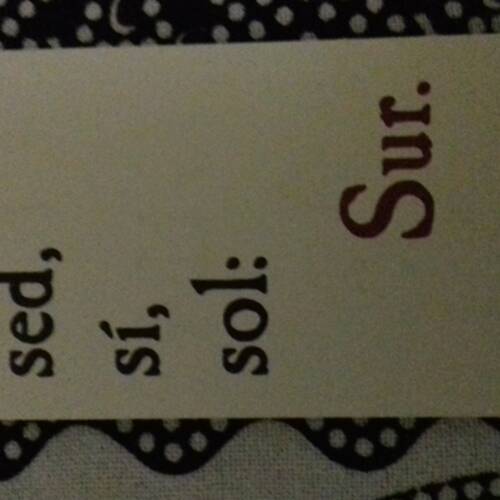 sed,
sí,
sol:
Sur.